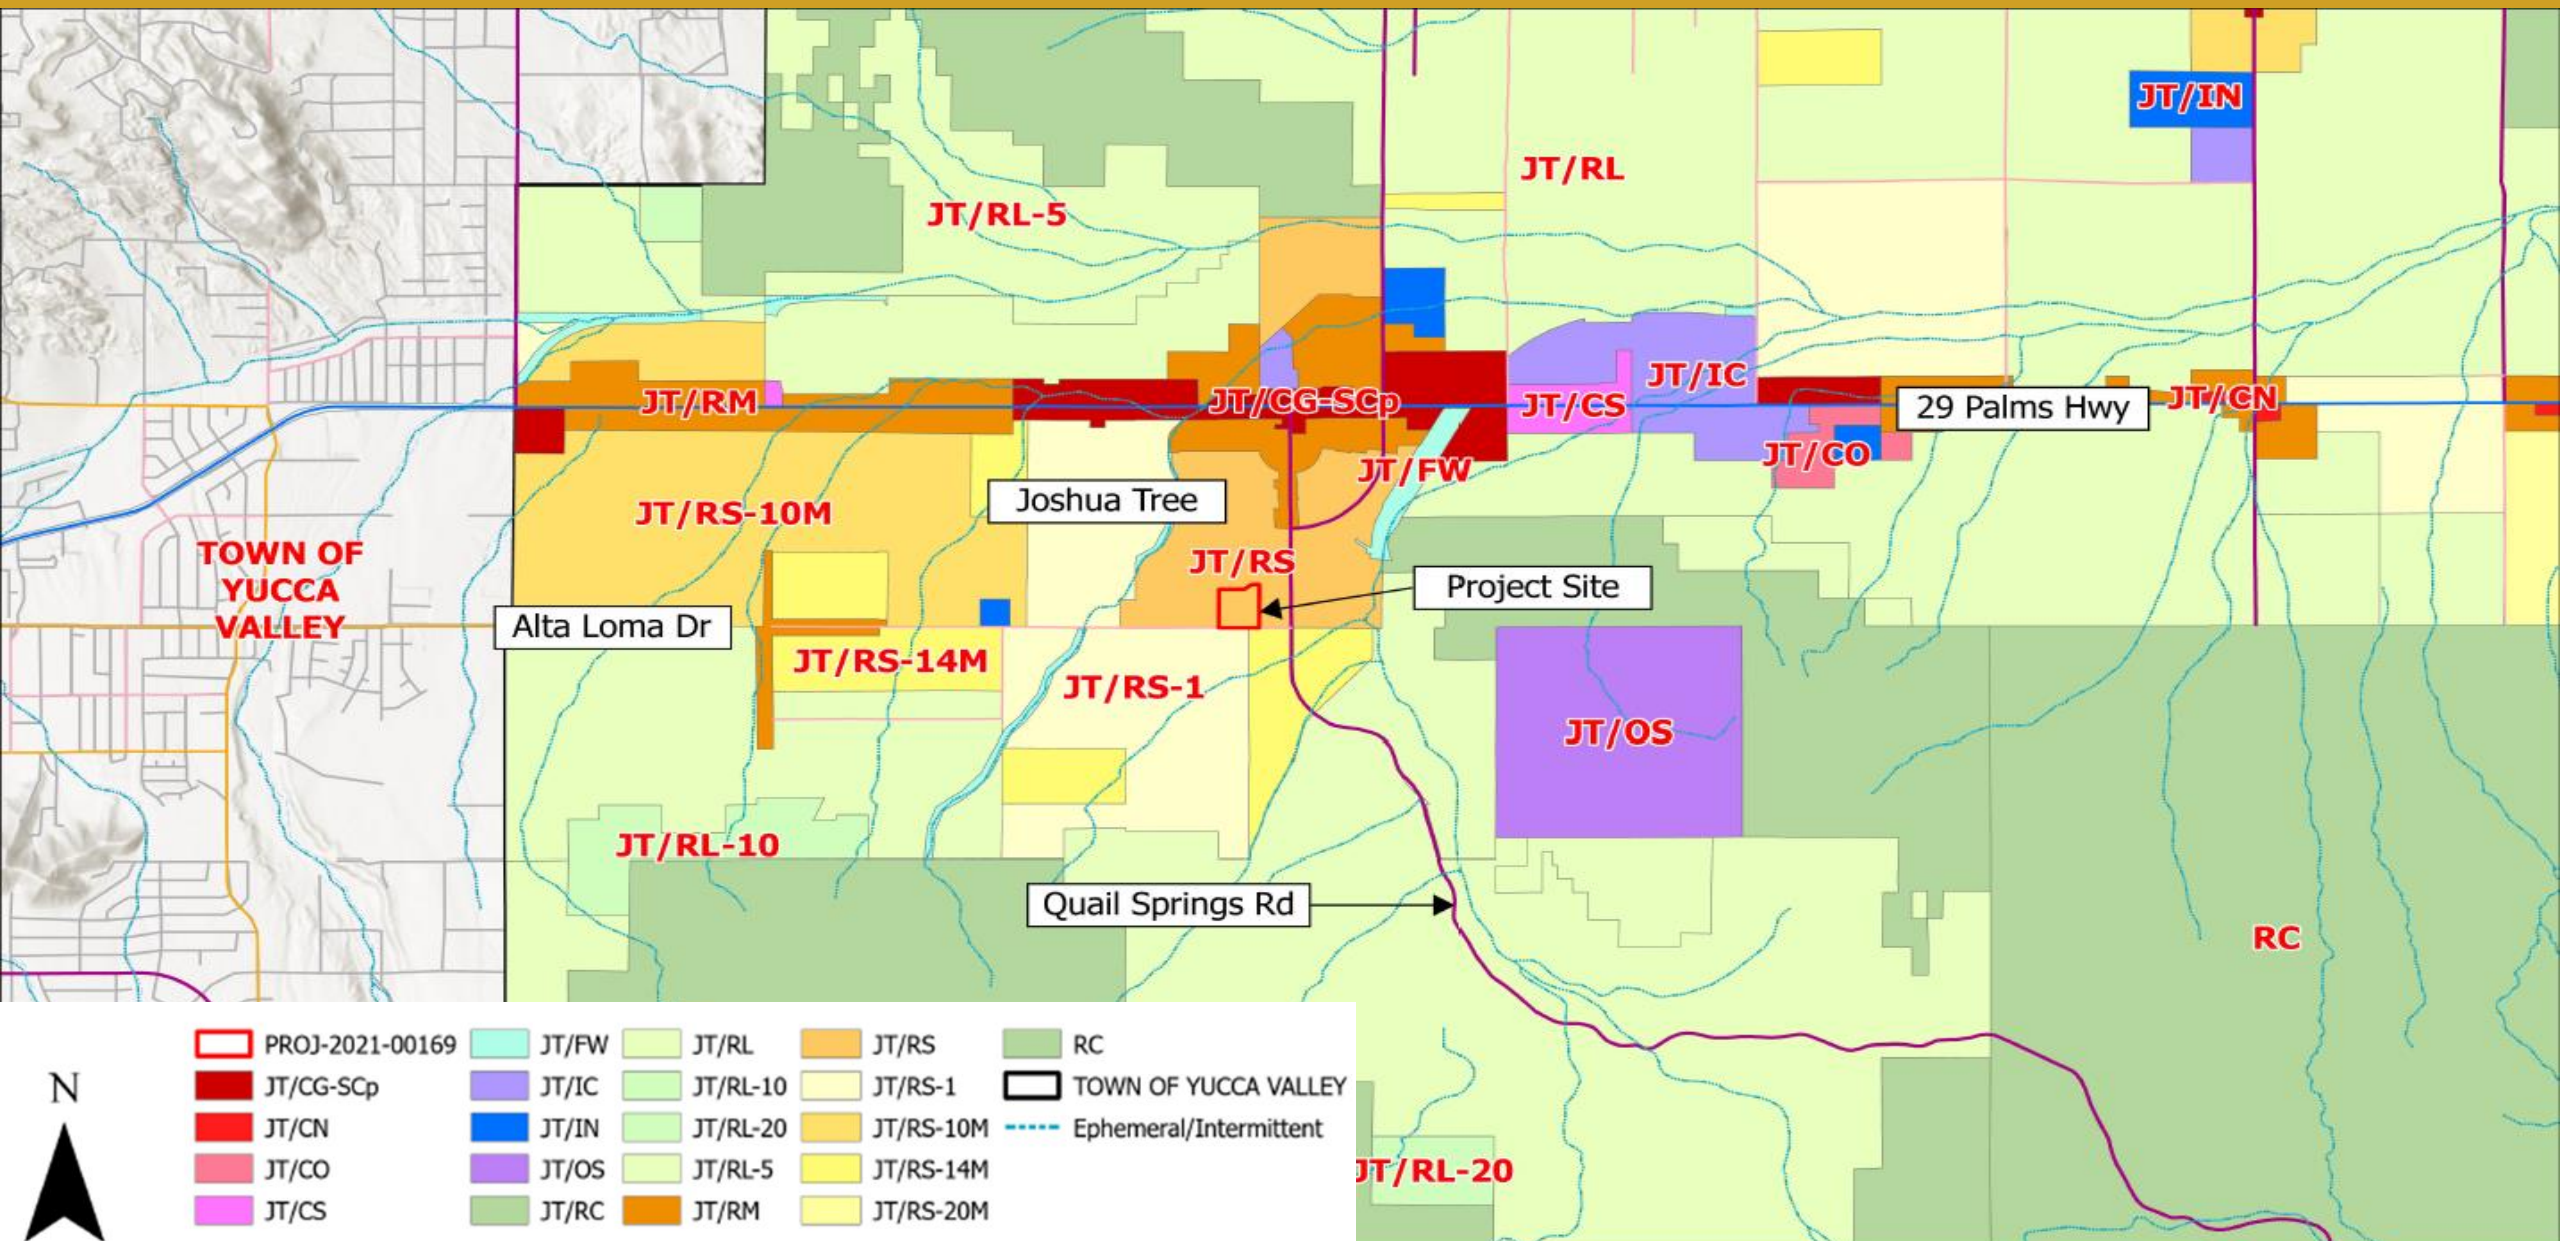 JT/IN
JT/RL
JT/RL-5
JT/IC
JT/RM
JT/CG-SCp
JT/CS
29 Palms Hwy
JT/CN
JT/CO
JT/FW
Joshua Tree
JT/RS-10M
TOWN OF
YUCCA
VALLEY
JT/RS
Project Site
Alta Loma Dr
JT/RS-14M
JT/RS-1
JT/OS
JT/RL-10
Quail Springs Rd
RC
JT/RL-20
N
PROJ-2021-00169
JT/CG-SCp
JT/CN
JT/CO
JT/CS
JT/FW
JT/IC
JT/IN
JT/OS
JT/RC
JT/RL
JT/RL-10
JT/RL-20
JT/RL-5
JT/RM
JT/RS
JT/RS-1
JT/RS-10M
JT/RS-14M
JT/RS-20M
RC
TOWN OF YUCCA VALLEY
Ephemeral/Intermittent